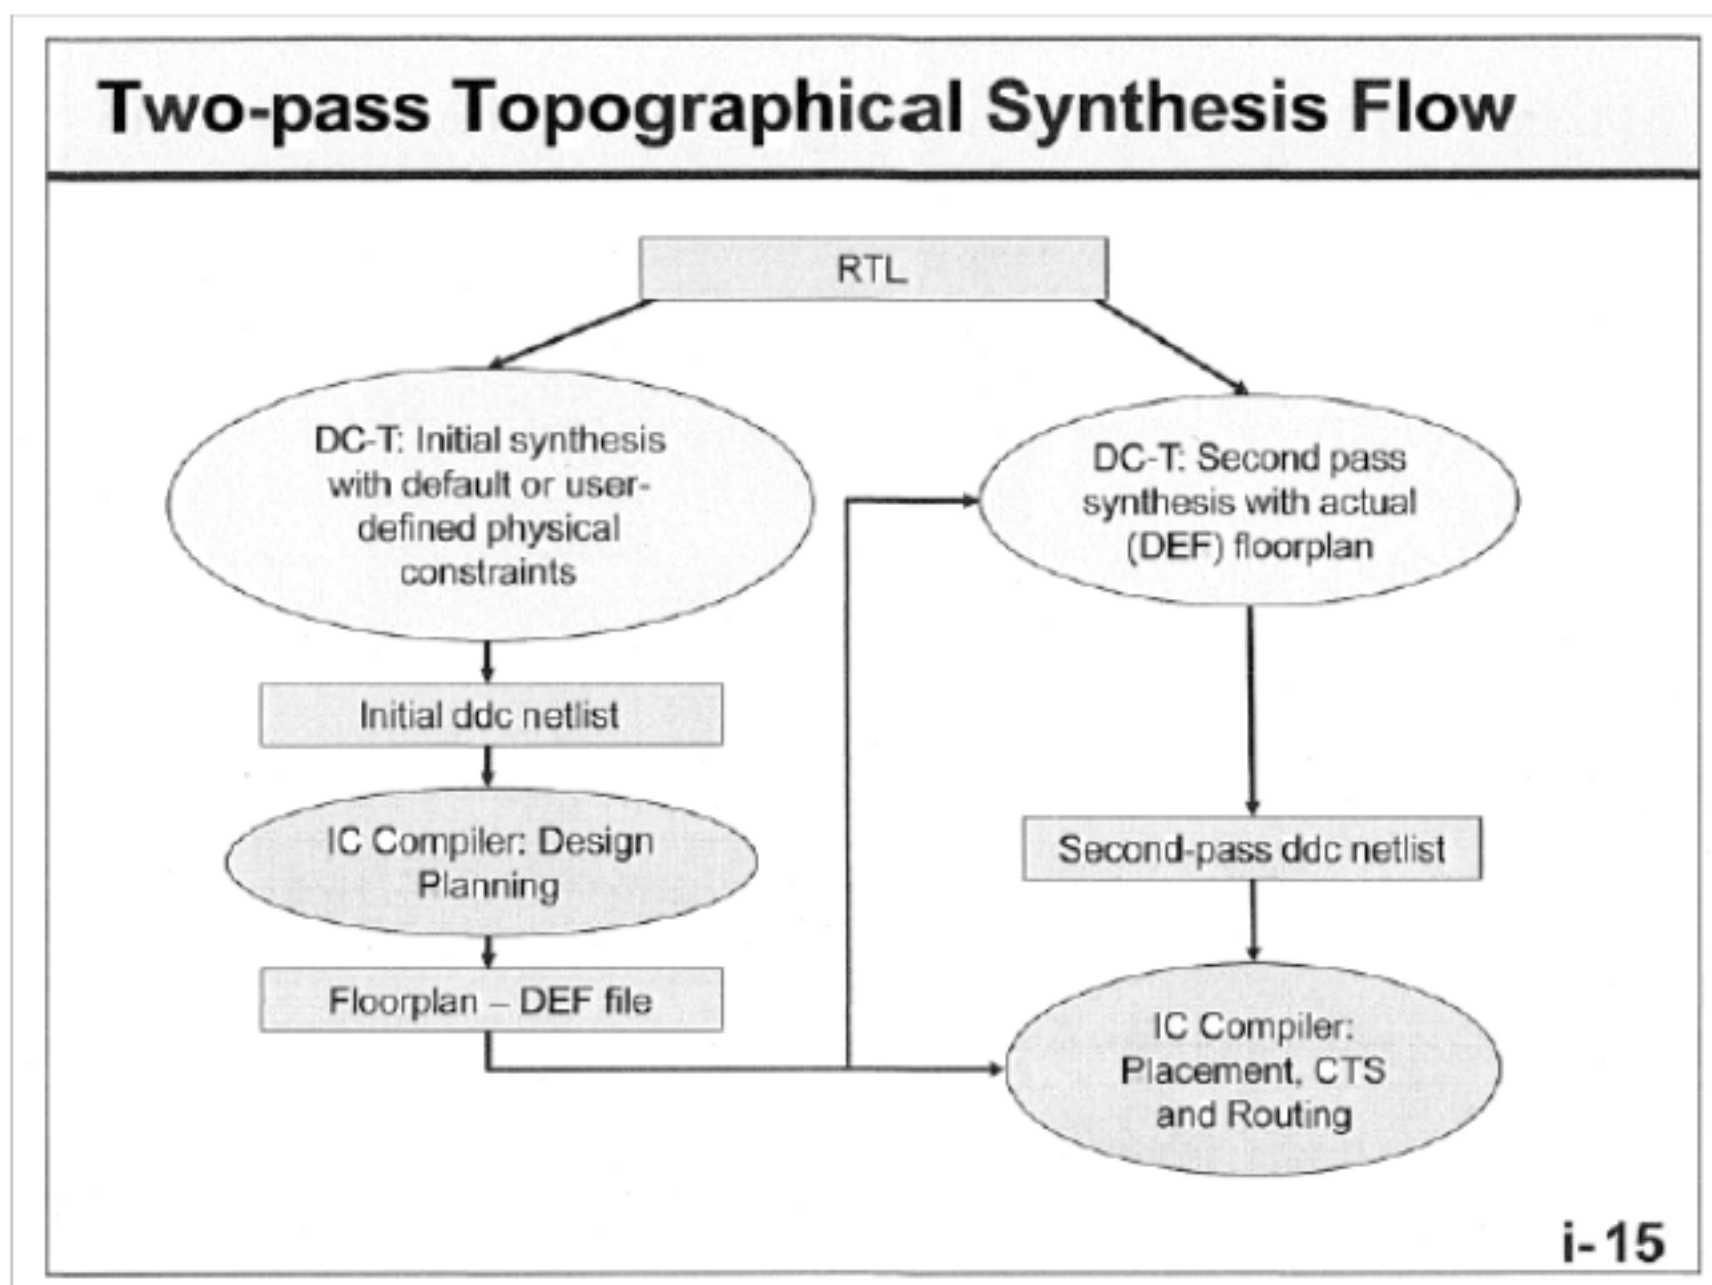 Two-pass Topographical Synthesis Flow
RTL
DC-T: Initial synthesis
with default or user-
defined physical
constraints
Initial ddc netlist
IC Compiler: Design
Planning
Floorplan – DEF file
DC-T: Second pass
synthesis with actual
(DEF) floorplan
Second-pass ddc netlist
IC Compiler:
Placement, CTS
and Routing
i-15